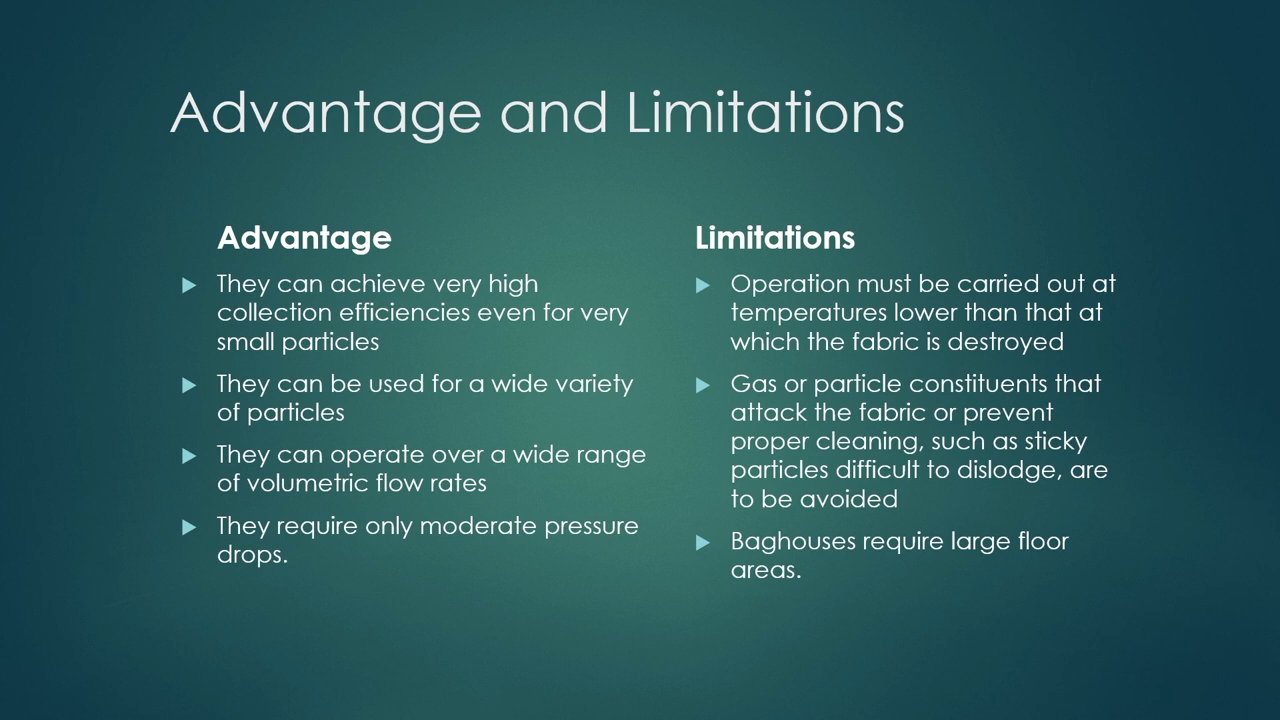 Advantage and Limitations
Advantage
They can achieve very high
collection efficiencies even for very
small particles
They can be used for a wide variety
of particles
They can operate over a wide range
of volumetric flow rates
They require only moderate pressure
drops.
Limitations
Operation must be carried out at
temperatures lower than that at
which the fabric is destroyed
Gas or particle constituents that
attack the fabric or prevent
proper cleaning, such as sticky
particles difficult to dislodge, are
to be avoided
Baghouses require large floor
areas.